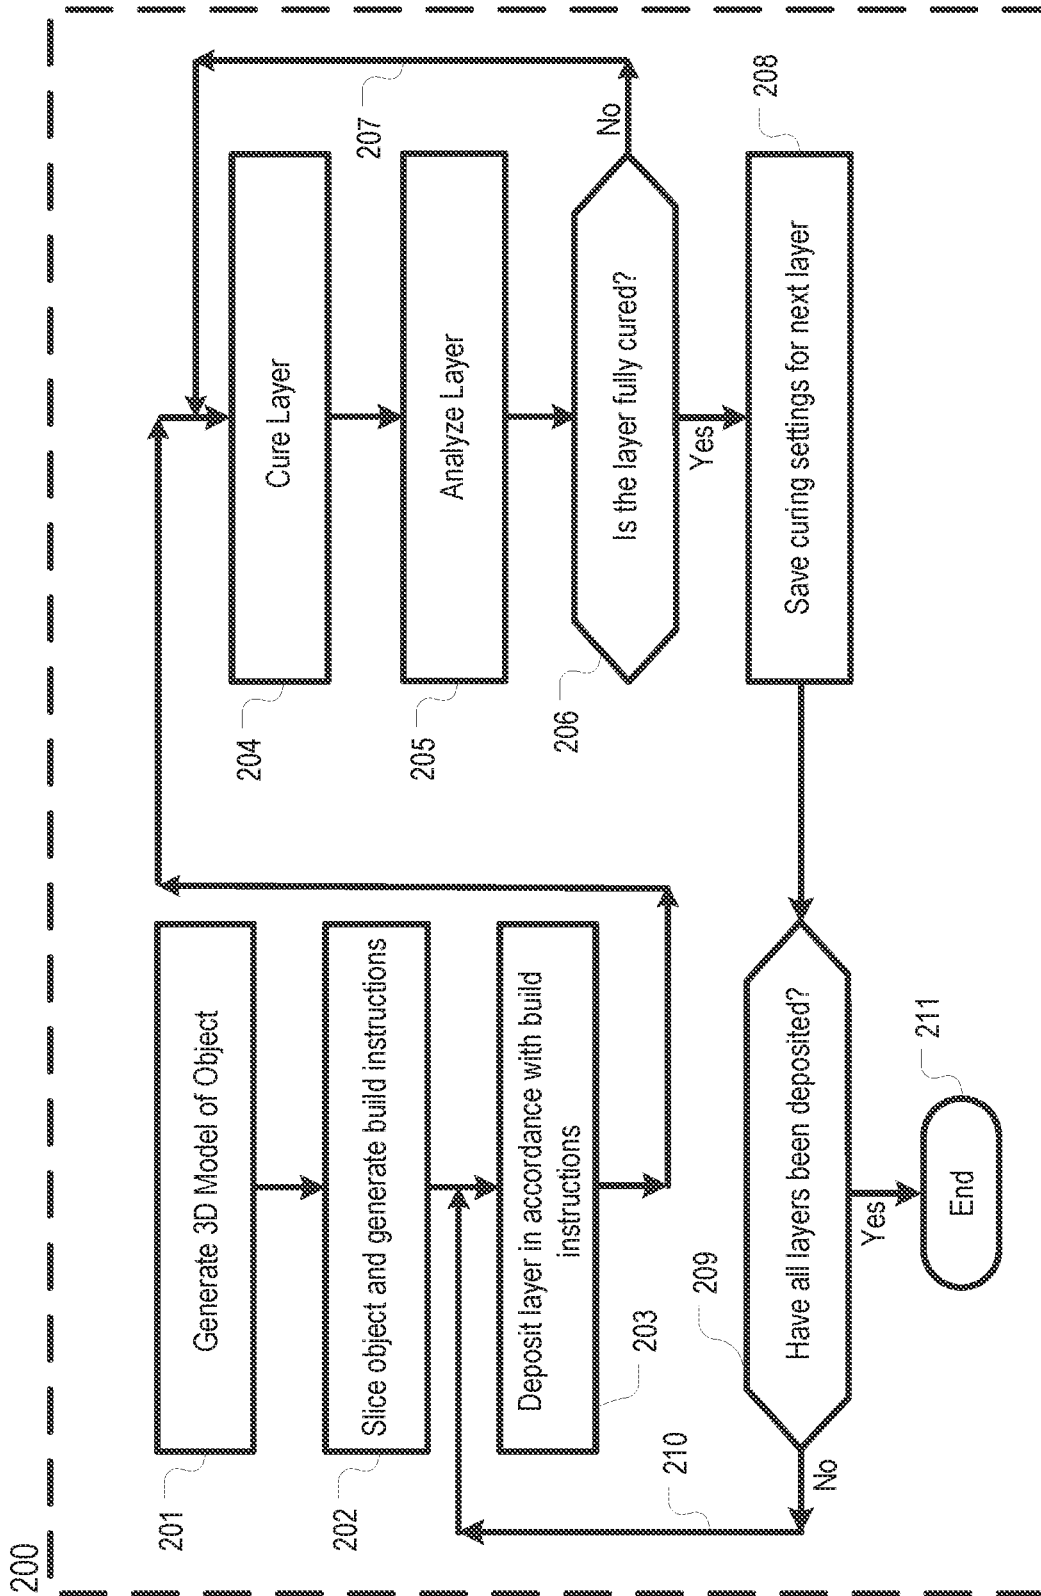 200
201
Generate 3D Model of Object
202
Slice object and generate build instructions
203
Deposit layer in accordance with build
instructions
204
Cure Layer
205
Analyze Layer
206
Is the layer fully cured?
No
207
Yes
208
Save curing settings for next layer
209
Have all layers been deposited?
No
210
Yes
211
End